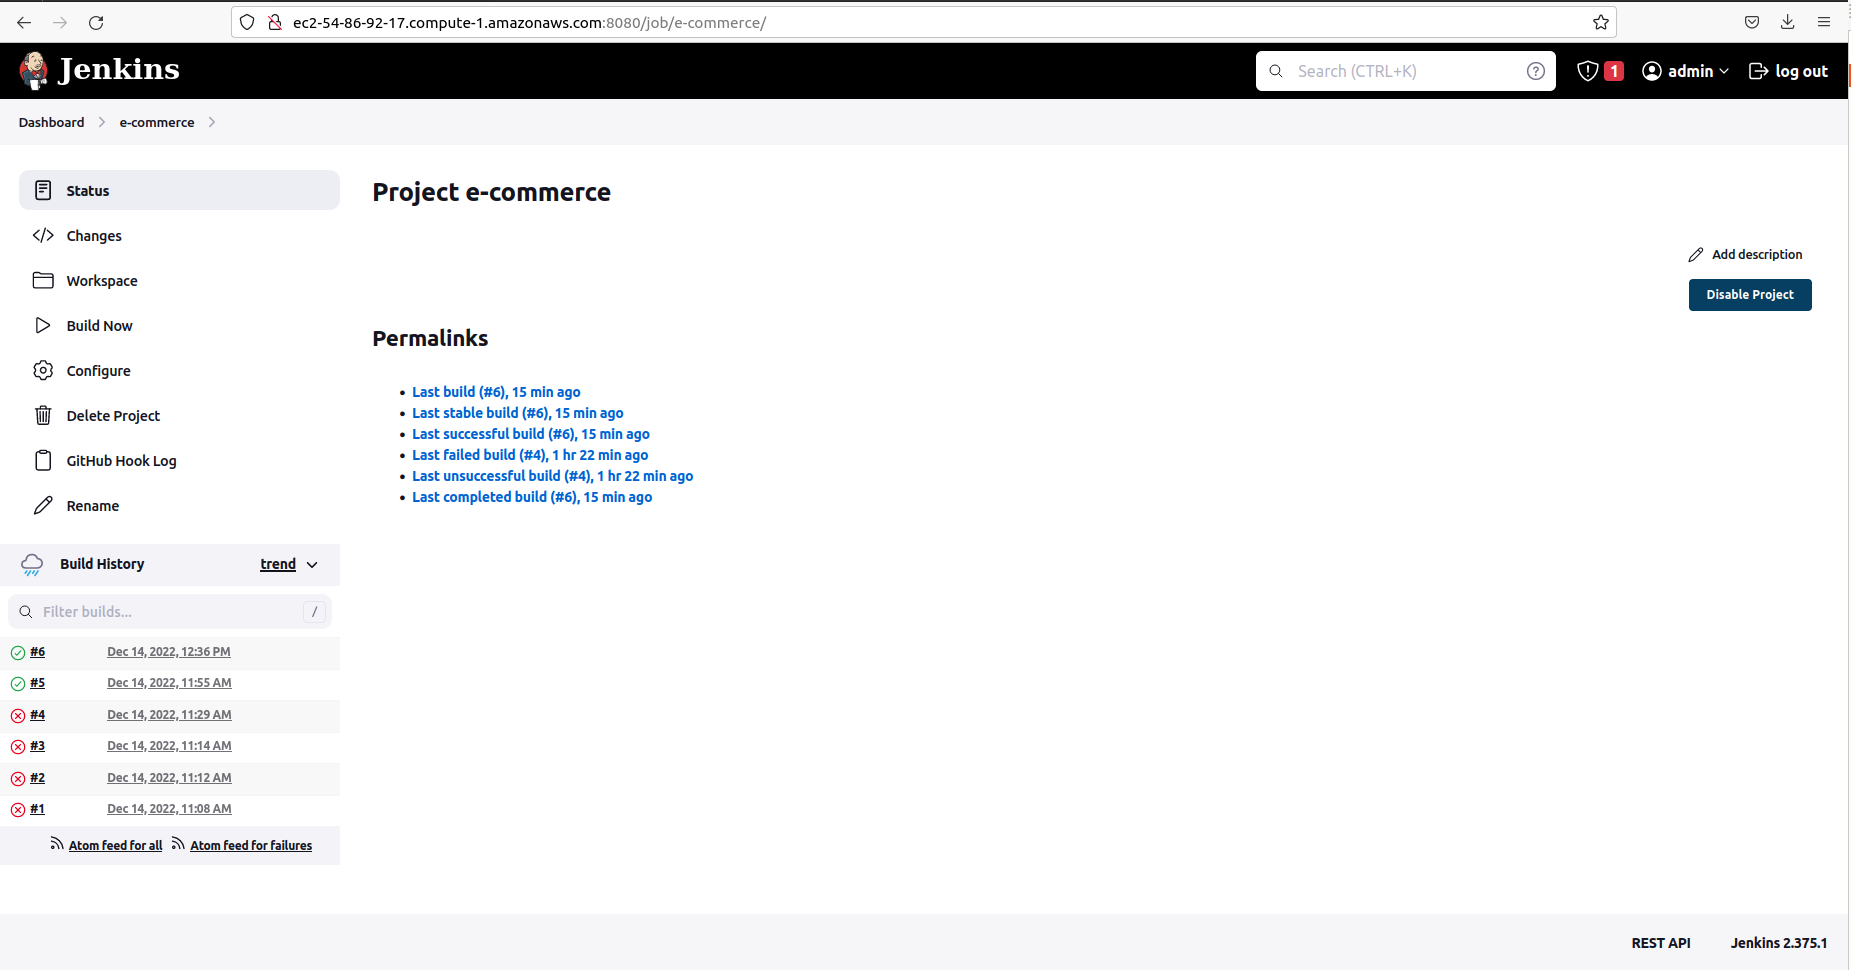 ec2-54-86-92-17.compute-1.amazonaws.com:8080/job/e-commerce/
Jenkins
Search (CTRL+K)
?
1
admin
log out
Dashboard
e-commerce
Status
Changes
Workspace
Build Now
Configure
Delete Project
GitHub Hook Log
Rename
Project e-commerce
Add description
Disable Project
Permalinks
Last build (#6), 15 min ago
Last stable build (#6), 15 min ago
Last successful build (#6), 15 min ago
Last failed build (#4), 1 hr 22 min ago
Last unsuccessful build (#4), 1 hr 22 min ago
Last completed build (#6), 15 min ago
Build History trend
Filter builds... /
#6 Dec 14, 2022, 12:36 PM
#5 Dec 14, 2022, 11:55 AM
#4 Dec 14, 2022, 11:29 AM
#3 Dec 14, 2022, 11:14 AM
#2 Dec 14, 2022, 11:12 AM
#1 Dec 14, 2022, 11:08 AM
Atom feed for all Atom feed for failures
REST API Jenkins 2.375.1